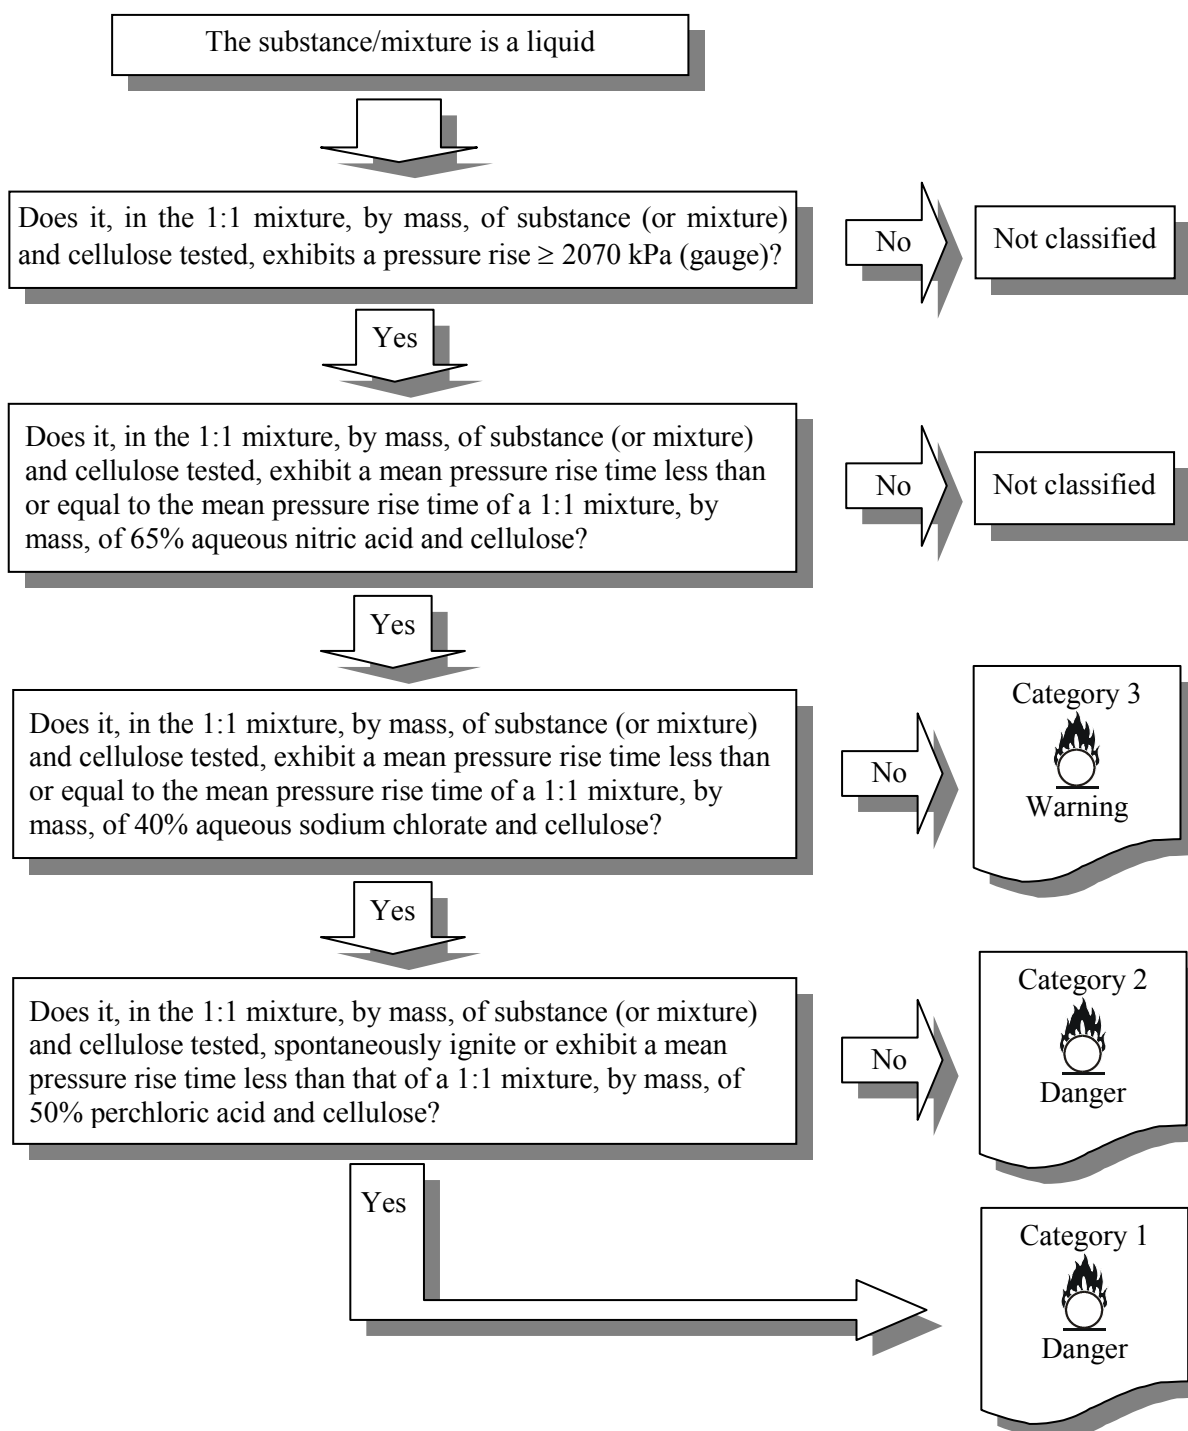 The substance/mixture is a liquid
Does it, in the 1:1 mixture, by mass, of substance (or mixture)
and cellulose tested, exhibits a pressure rise ≥ 2070 kPa (gauge)?
No
Not classified
Yes
Does it, in the 1:1 mixture, by mass, of substance (or mixture)
and cellulose tested, exhibit a mean pressure rise time less than
or equal to the mean pressure rise time of a 1:1 mixture, by
mass, of 65% aqueous nitric acid and cellulose?
No
Not classified
Yes
Does it, in the 1:1 mixture, by mass, of substance (or mixture)
and cellulose tested, exhibit a mean pressure rise time less than
or equal to the mean pressure rise time of a 1:1 mixture, by
mass, of 40% aqueous sodium chlorate and cellulose?
No
Category 3
Warning
Yes
Does it, in the 1:1 mixture, by mass, of substance (or mixture)
and cellulose tested, spontaneously ignite or exhibit a mean
pressure rise time less than that of a 1:1 mixture, by mass, of
50% perchloric acid and cellulose?
No
Category 2
Danger
Yes
Category 1
Danger